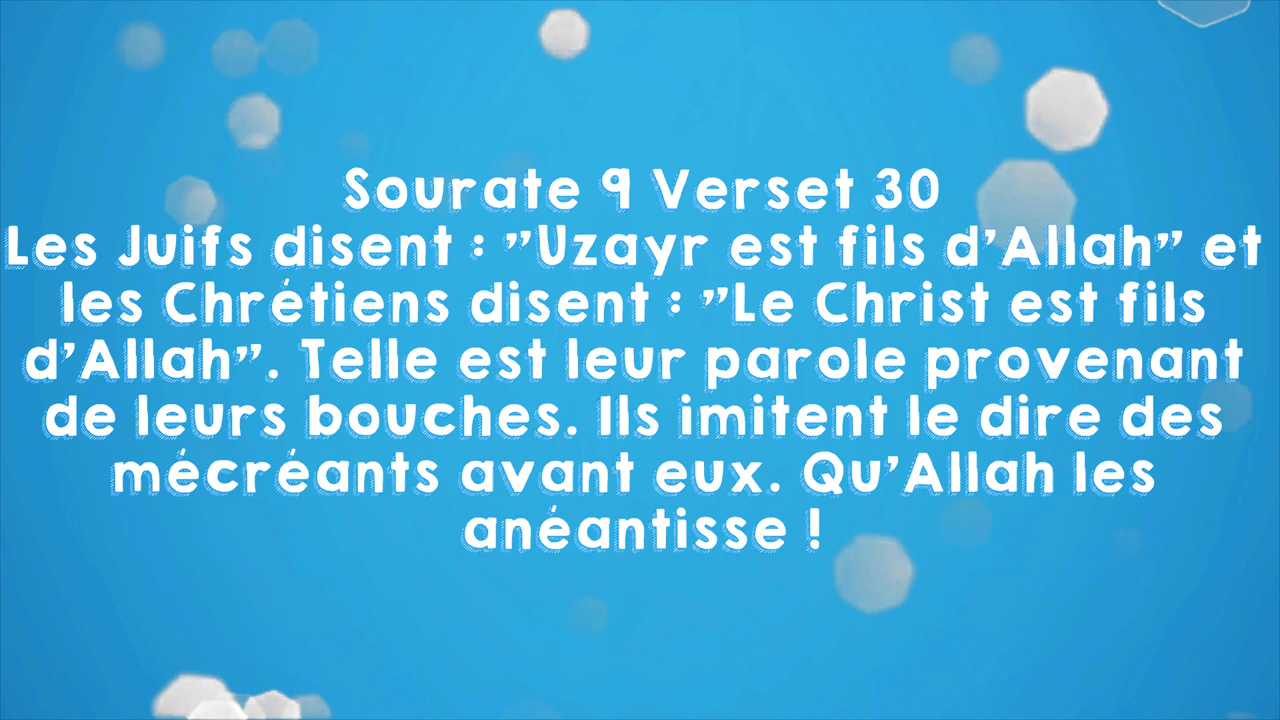 Sourate 9 Verset 30
Les Juifs disent : "Uzayr est fils d'Allah" et
les Chrétiens disent : "Le Christ est fils
d'Allah". Telle est leur parole provenant
de leurs bouches. Ils imitent le dire des
mécréants avant eux. Qu'Allah les
anéantisse !